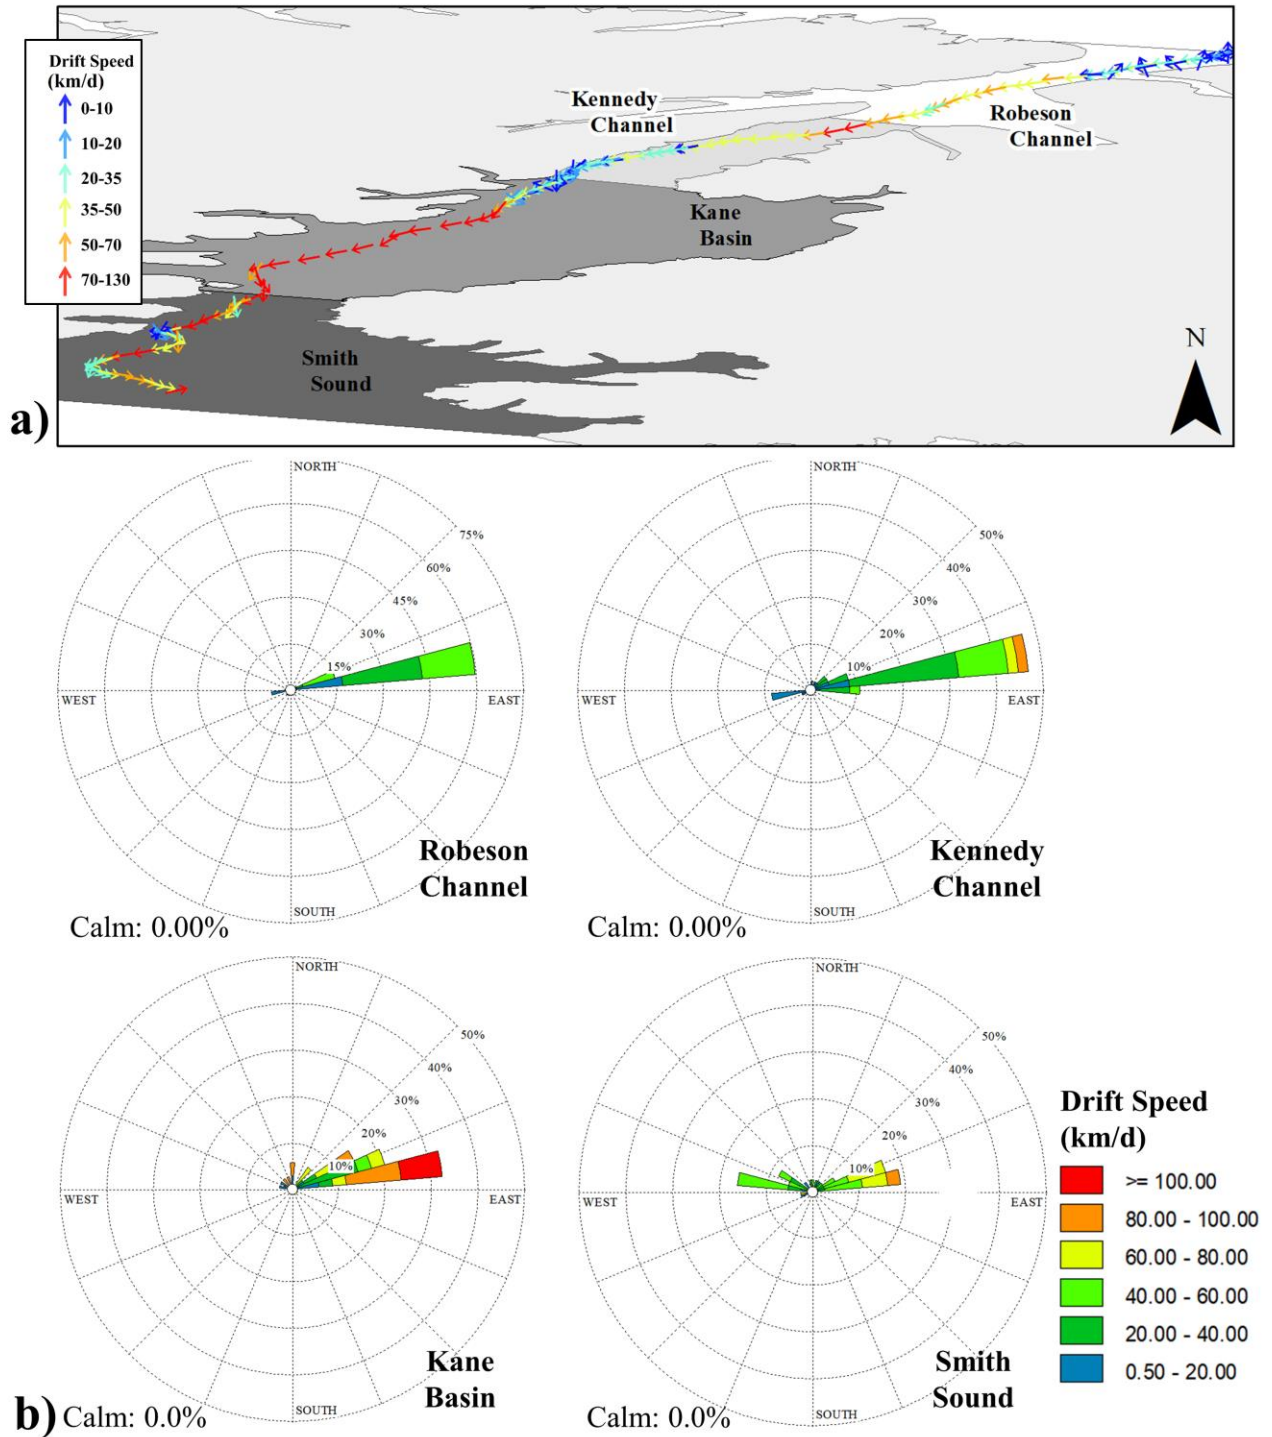 Drift Speed
(km/d)
0-10
10-20
20-35
35-50
50-70
70-130
Kennedy
Channel
Robeson
Channel
Kane
Basin
Smith
Sound
N
a)
NORTH
75%
60%
45%
30%
15%
WEST
EAST
SOUTH
Robeson
Channel
Calm: 0.00%
NORTH
50%
40%
30%
20%
10%
WEST
EAST
SOUTH
Kennedy
Channel
Calm: 0.00%
NORTH
50%
40%
30%
20%
10%
WEST
EAST
SOUTH
Kane
Basin
b)
Calm: 0.0%
NORTH
50%
40%
30%
20%
10%
WEST
EAST
SOUTH
Smith
Sound
Calm: 0.0%
Drift Speed
(km/d)
>= 100.00
80.00 - 100.00
60.00 - 80.00
40.00 - 60.00
20.00 - 40.00
0.50 - 20.00